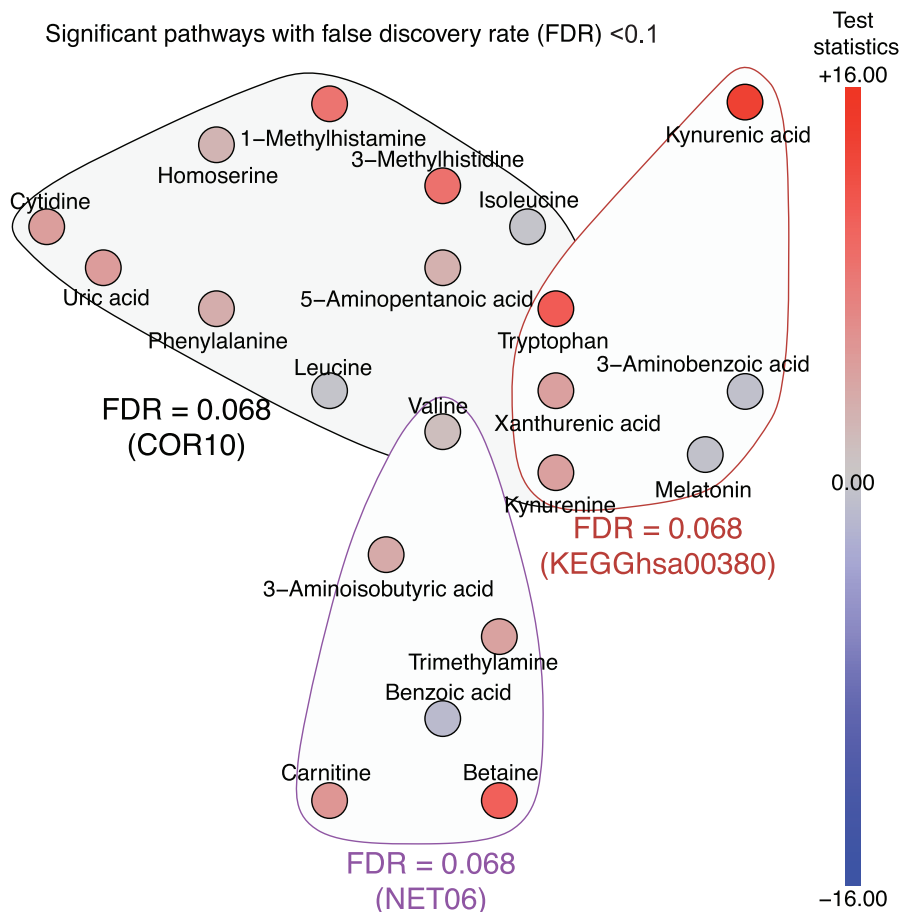 Significant pathways with false discovery rate (FDR) <0.1
Test
statistics
+16.00
1−Methylhistamine
Kynurenic acid
3−Methylhistidine
Homoserine
Cytidine
Isoleucine
Uric acid
5−Aminopentanoic acid
Phenylalanine
Tryptophan
Leucine
3−Aminobenzoic acid
Valine
FDR = 0.068
(COR10)
Xanthurenic acid
0.00
Melatonin
Kynurenine
FDR = 0.068
(KEGGhsa00380)
3−Aminoisobutyric acid
Trimethylamine
Benzoic acid
Carnitine
Betaine
FDR = 0.068
(NET06)
−16.00